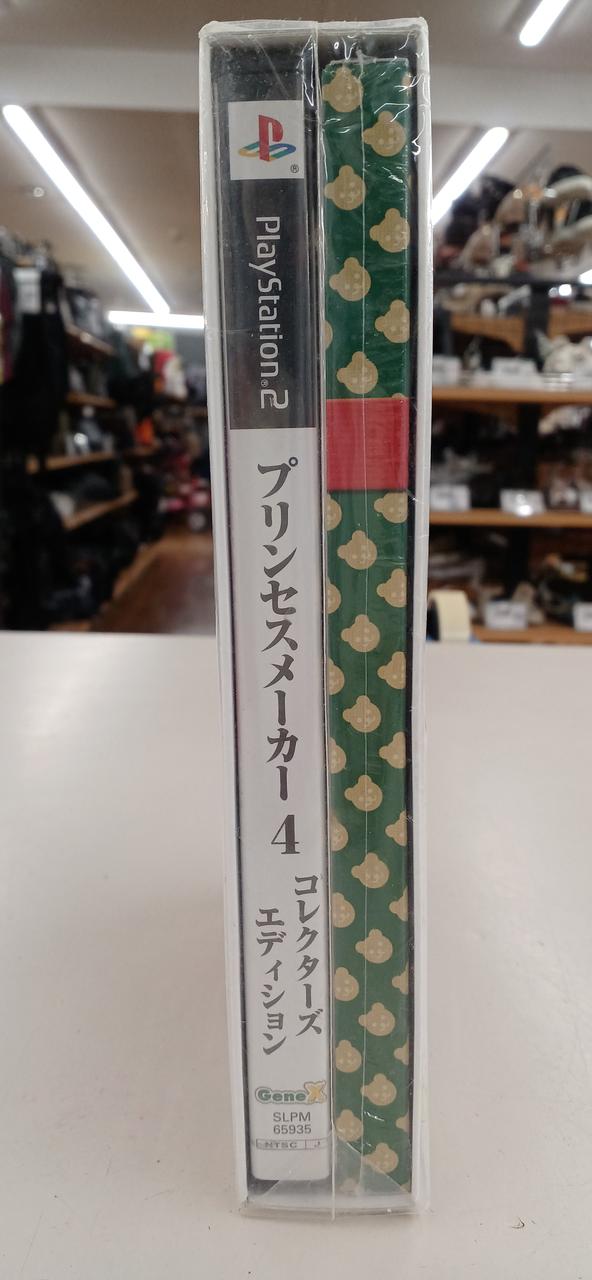 PlayStation®2
プリンセスメーカー 4
コレクターズ
エディション
GeneX
SLPM
65935
NTSC J